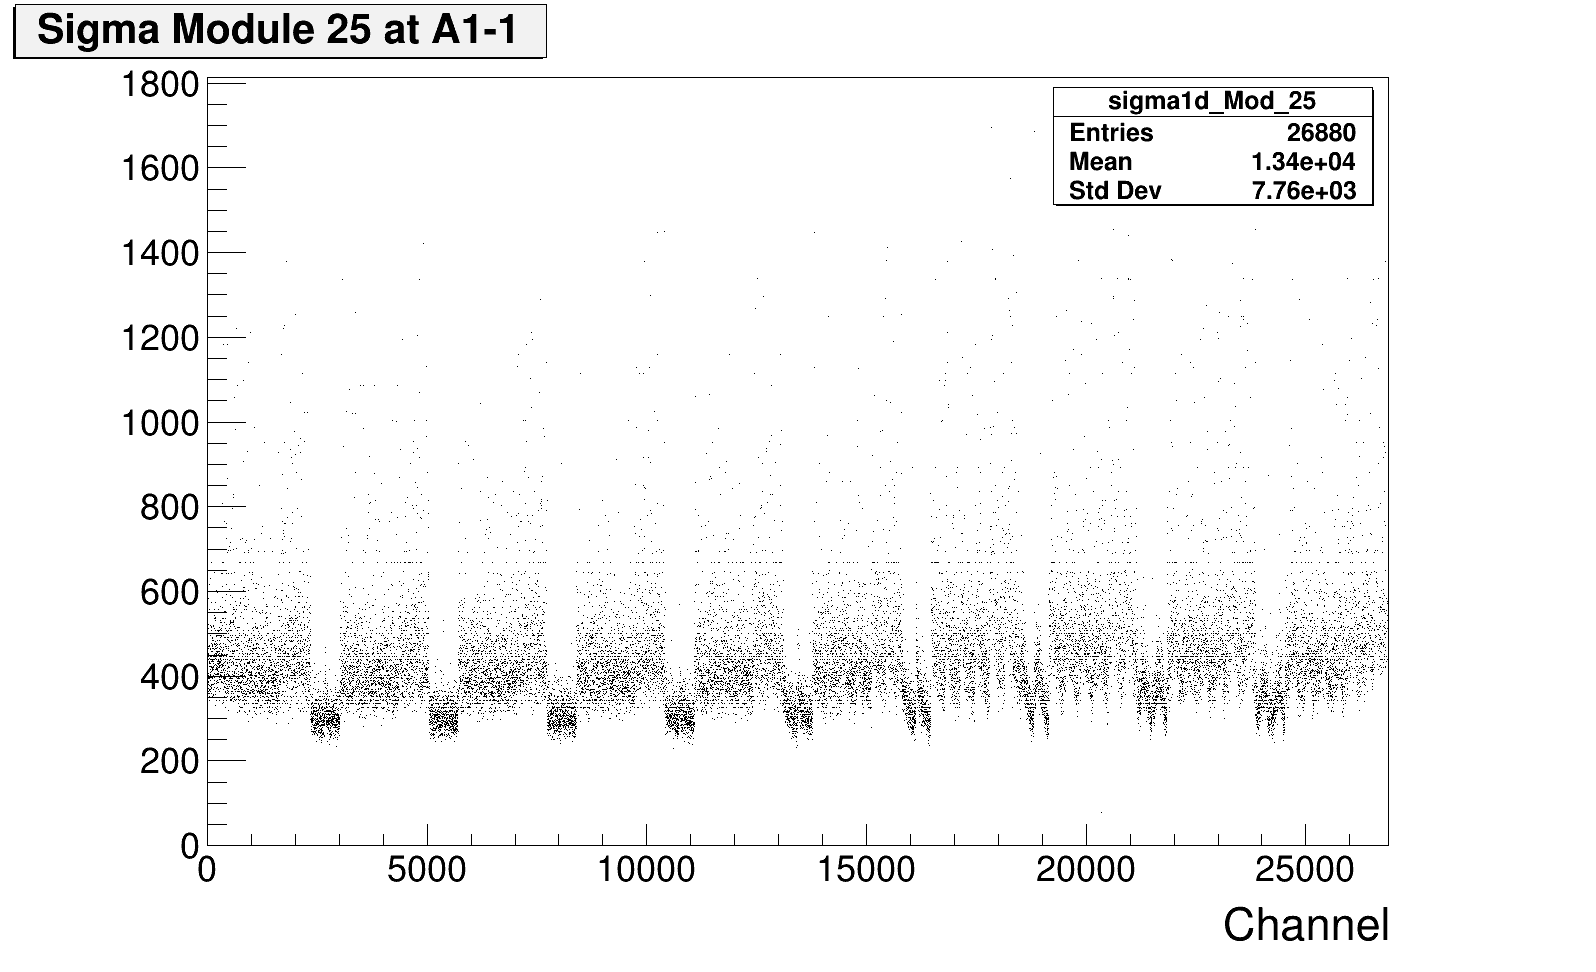 Sigma Module 25 at A1-1
sigma1d_Mod_25
Entries 26880
Mean 1.34e+04
Std Dev 7.76e+03
1800
1600
1400
1200
1000
800
600
400
200
0
0 5000 10000 15000 20000 25000
Channel